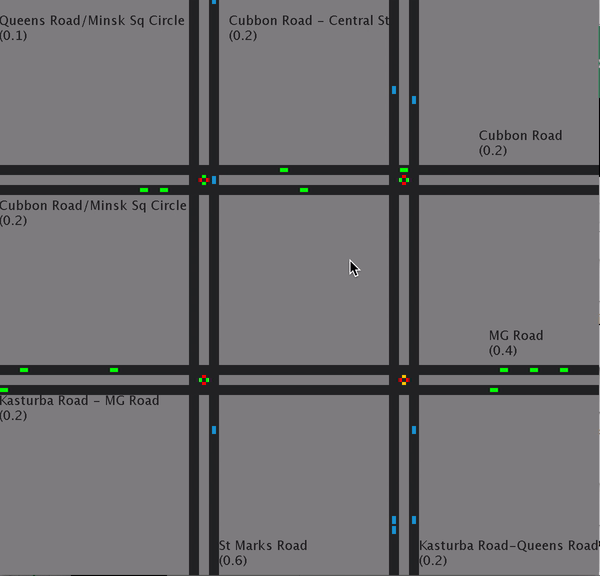 Queens Road/Minsk Sq Circle
(0.1)
Cubbon Road - Central St
(0.2)
Cubbon Road
(0.2)
Cubbon Road/Minsk Sq Circle
(0.2)
MG Road
(0.4)
Kasturba Road - MG Road
(0.2)
St Marks Road
(0.6)
Kasturba Road-Queens Road
(0.2)